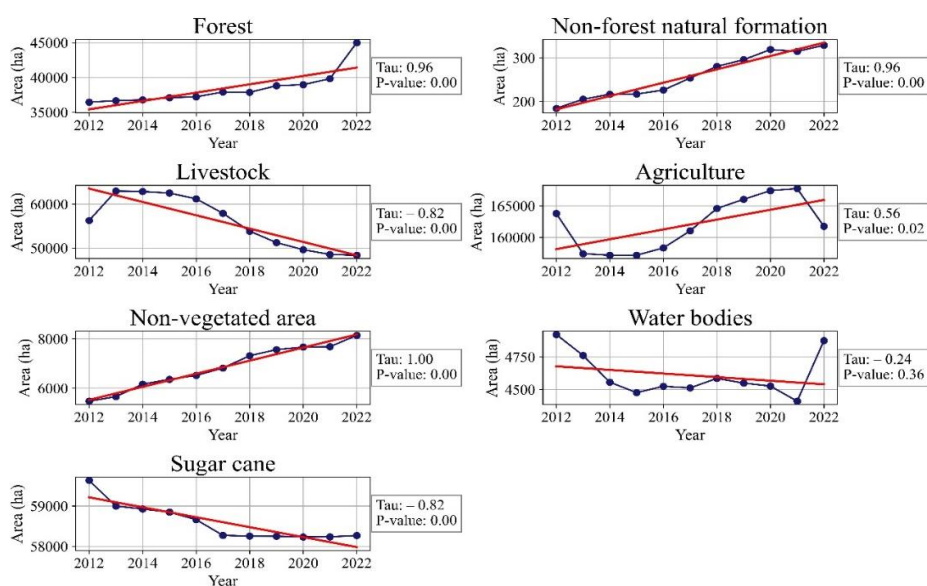 Forest
45000
40000
35000
Area (ha)
2012 2014 2016 2018 2020 2022
Year
Tau: 0.96
P-value: 0.00
Non-forest natural formation
300
200
Area (ha)
2012 2014 2016 2018 2020 2022
Year
Tau: 0.96
P-value: 0.00
Livestock
60000
50000
Area (ha)
2012 2014 2016 2018 2020 2022
Year
Tau: – 0.82
P-value: 0.00
Agriculture
165000
160000
Area (ha)
2012 2014 2016 2018 2020 2022
Year
Tau: 0.56
P-value: 0.02
Non-vegetated area
8000
6000
Area (ha)
2012 2014 2016 2018 2020 2022
Year
Tau: 1.00
P-value: 0.00
Water bodies
4750
4500
Area (ha)
2012 2014 2016 2018 2020 2022
Year
Tau: – 0.24
P-value: 0.36
Sugar cane
59000
58000
Area (ha)
2012 2014 2016 2018 2020 2022
Year
Tau: – 0.82
P-value: 0.00